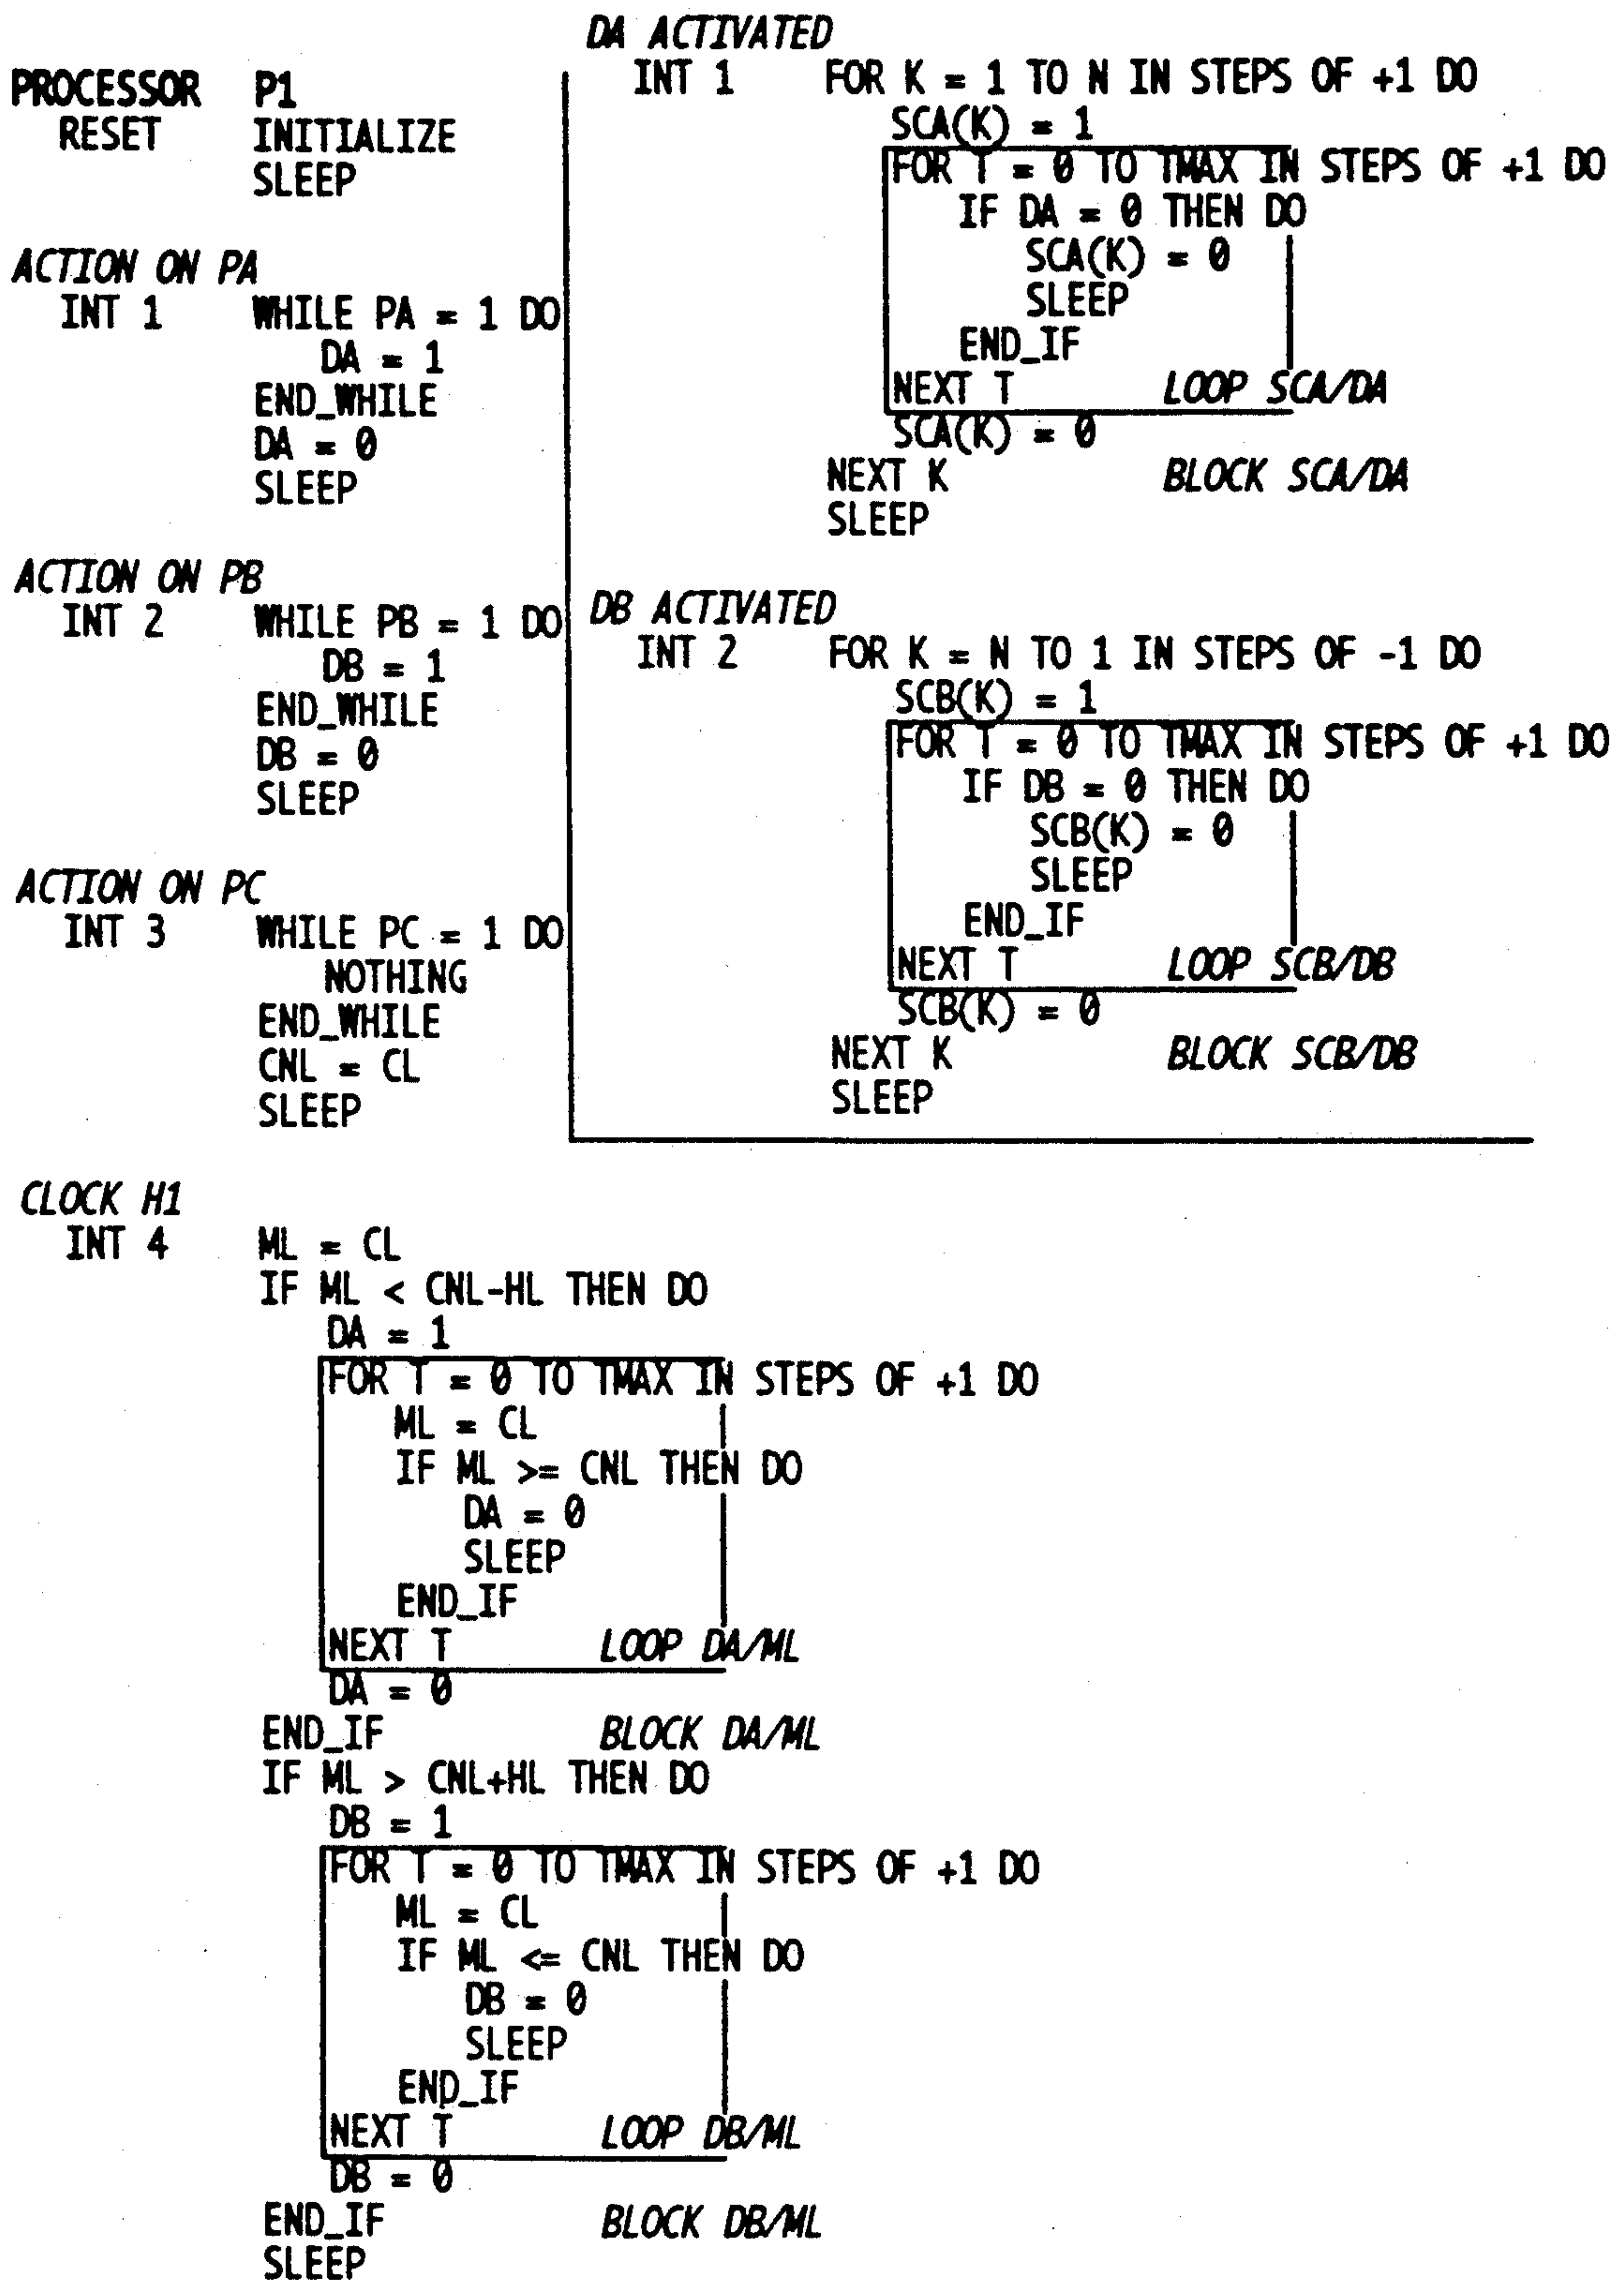 PROCESSOR P1
RESET INITIALIZE
SLEEP
ACTION ON PA
INT 1 WHILE PA = 1 DO
DA = 1
END_WHILE
DA = 0
SLEEP
ACTION ON PB
INT 2 WHILE PB = 1 DO
DB = 1
END_WHILE
DB = 0
SLEEP
ACTION ON PC
INT 3 WHILE PC = 1 DO
NOTHING
END_WHILE
CNL = CL
SLEEP
DA ACTIVATED
INT 1 FOR K = 1 TO N IN STEPS OF +1 DO
SCA(K) = 1
FOR T = 0 TO TMAX IN STEPS OF +1 DO
IF DA = 0 THEN DO
SCA(K) = 0
SLEEP
END_IF
NEXT T LOOP SCA/DA
SCA(K) = 0
NEXT K BLOCK SCA/DA
SLEEP
DB ACTIVATED
INT 2 FOR K = N TO 1 IN STEPS OF -1 DO
SCB(K) = 1
FOR T = 0 TO TMAX IN STEPS OF +1 DO
IF DB = 0 THEN DO
SCB(K) = 0
SLEEP
END_IF
NEXT T LOOP SCB/DB
SCB(K) = 0
NEXT K BLOCK SCB/DB
SLEEP
CLOCK H1
INT 4 ML = CL
IF ML < CNL-HL THEN DO
DA = 1
FOR T = 0 TO TMAX IN STEPS OF +1 DO
ML = CL
IF ML >= CNL THEN DO
DA = 0
SLEEP
END_IF
NEXT T LOOP DA/ML
DA = 0
END_IF BLOCK DA/ML
IF ML > CNL+HL THEN DO
DB = 1
FOR T = 0 TO TMAX IN STEPS OF +1 DO
ML = CL
IF ML <= CNL THEN DO
DB = 0
SLEEP
END_IF
NEXT T LOOP DB/ML
DB = 0
END_IF BLOCK DB/ML
SLEEP